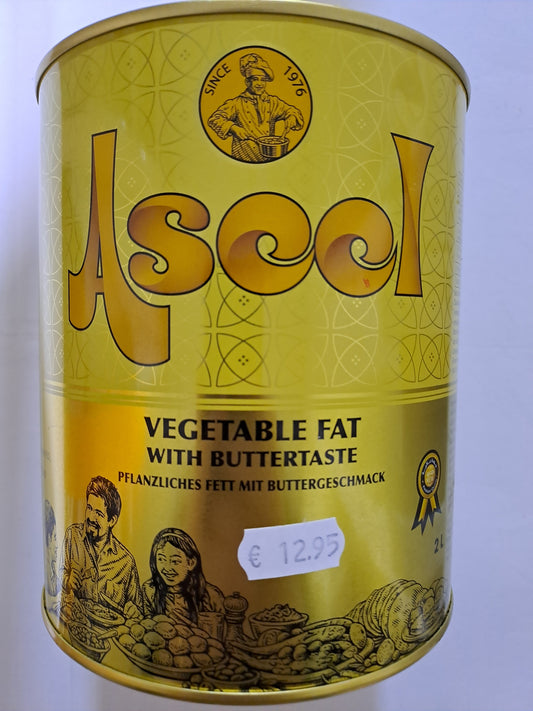 SINCE 1976
Aseel
VEGETABLE FAT
WITH BUTTERTASTE
PFLANZLICHES FETT MIT BUTTERGESCHMACK
€ 12.95
2 L